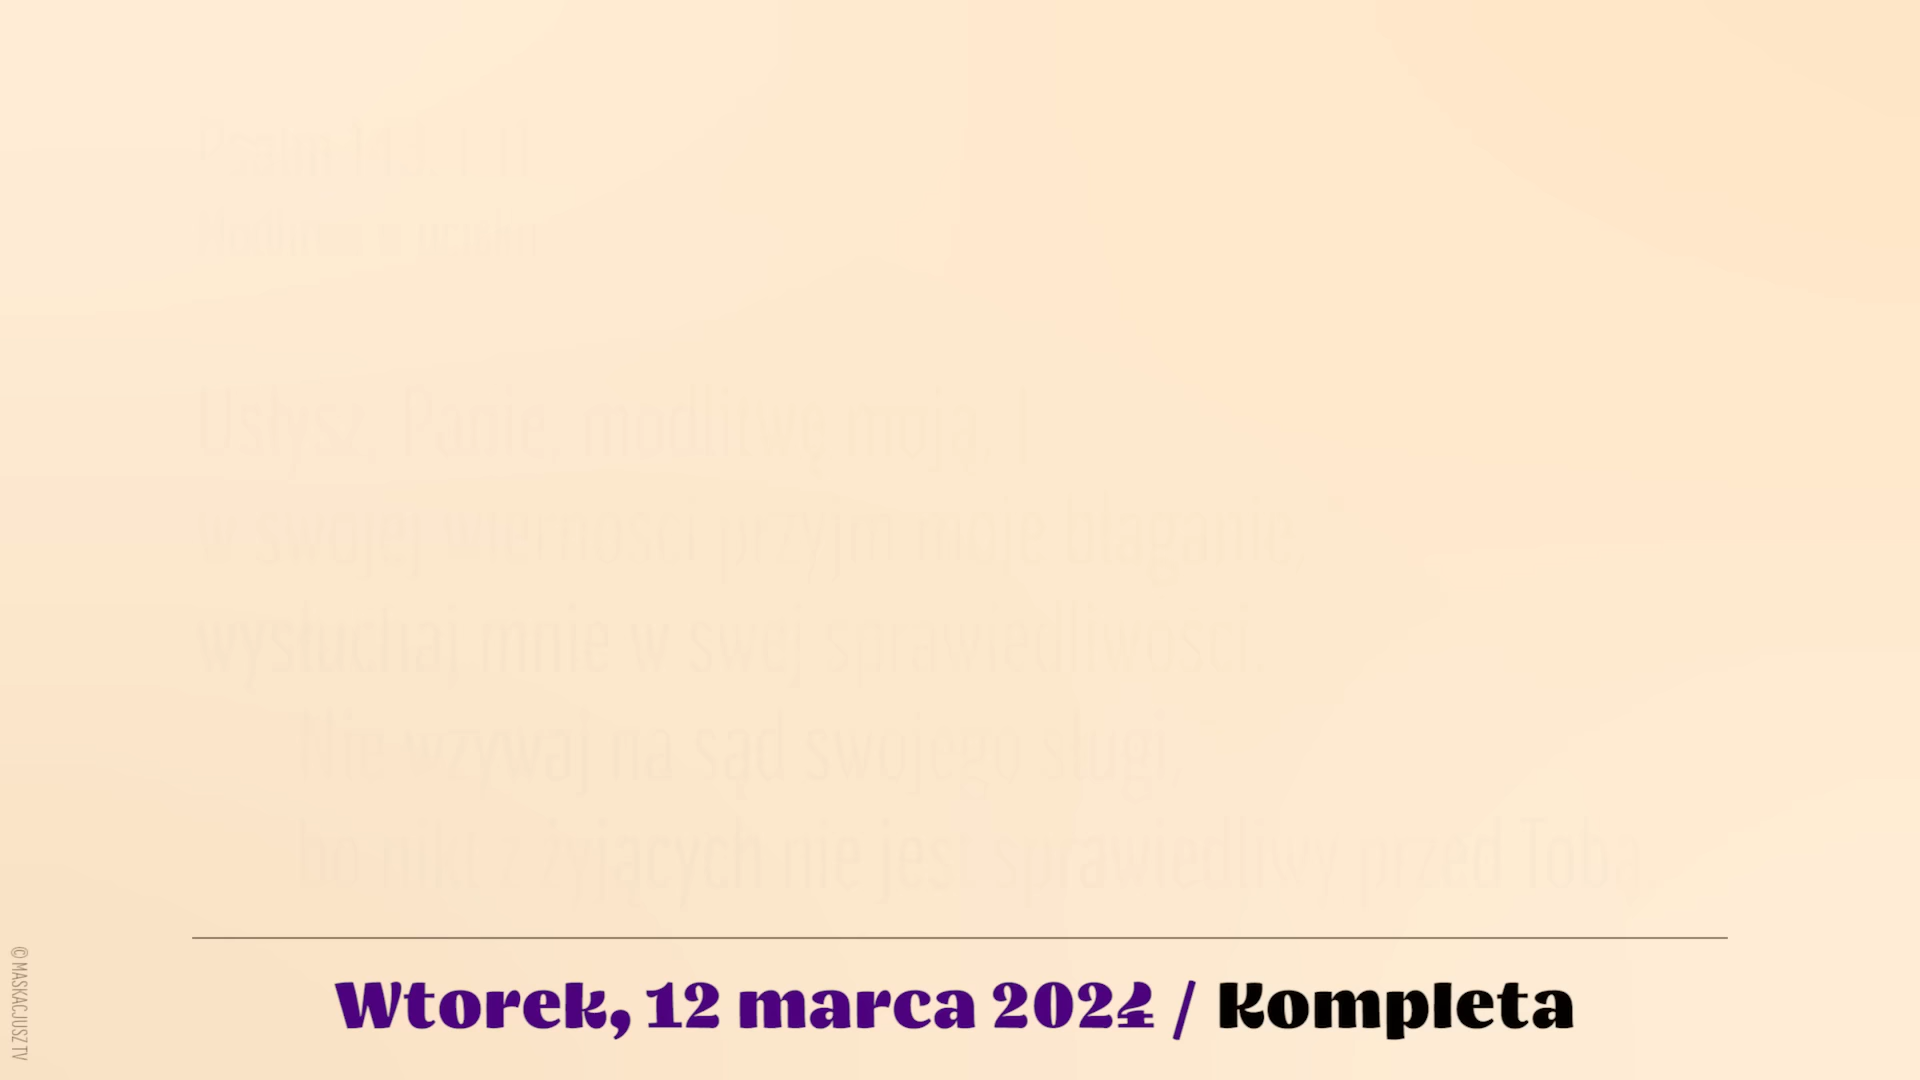 Psalm 143, 1-11
Usłysz, Panie, modlitwę moją, |
w swojej wierności przyjm moje błaganie, *
wysłuchaj mnie w swej sprawiedliwości.
Nie wzywaj na sąd swojego sługi, *
bo nikt z żyjących nie jest sprawiedliwy przed Tobą.
Wtorek, 12 marca 2024 / Kompleta
© MASKACJUSZ TV